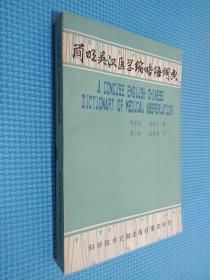 简明英汉医学缩略语词典
A CONCISE ENGLISH CHINESE
DICTIONARY OF MEDICAL ABBREVIATION
科学技术文献出版社重庆分社